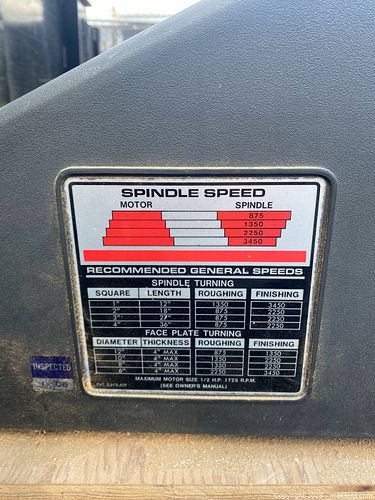 SPINDLE SPEED
MOTOR SPINDLE
875
1350
2250
3450
RECOMMENDED GENERAL SPEEDS
SPINDLE TURNING
SQUARE LENGTH ROUGHING FINISHING
1" 12" 1350 3450
2" 18" 875 2250
3" 27" 875 2250
4" 36" 875 2250
FACE PLATE TURNING
DIAMETER THICKNESS ROUGHING FINISHING
12" 4" MAX 875 1350
10" 4" MAX 875 1350
8" 4" MAX 1350 2250
6" 4" MAX 2250 3450
MAXIMUM MOTOR SIZE 1/2 H.P. 1725 R.P.M.
(SEE OWNER'S MANUAL)
INSPECTED